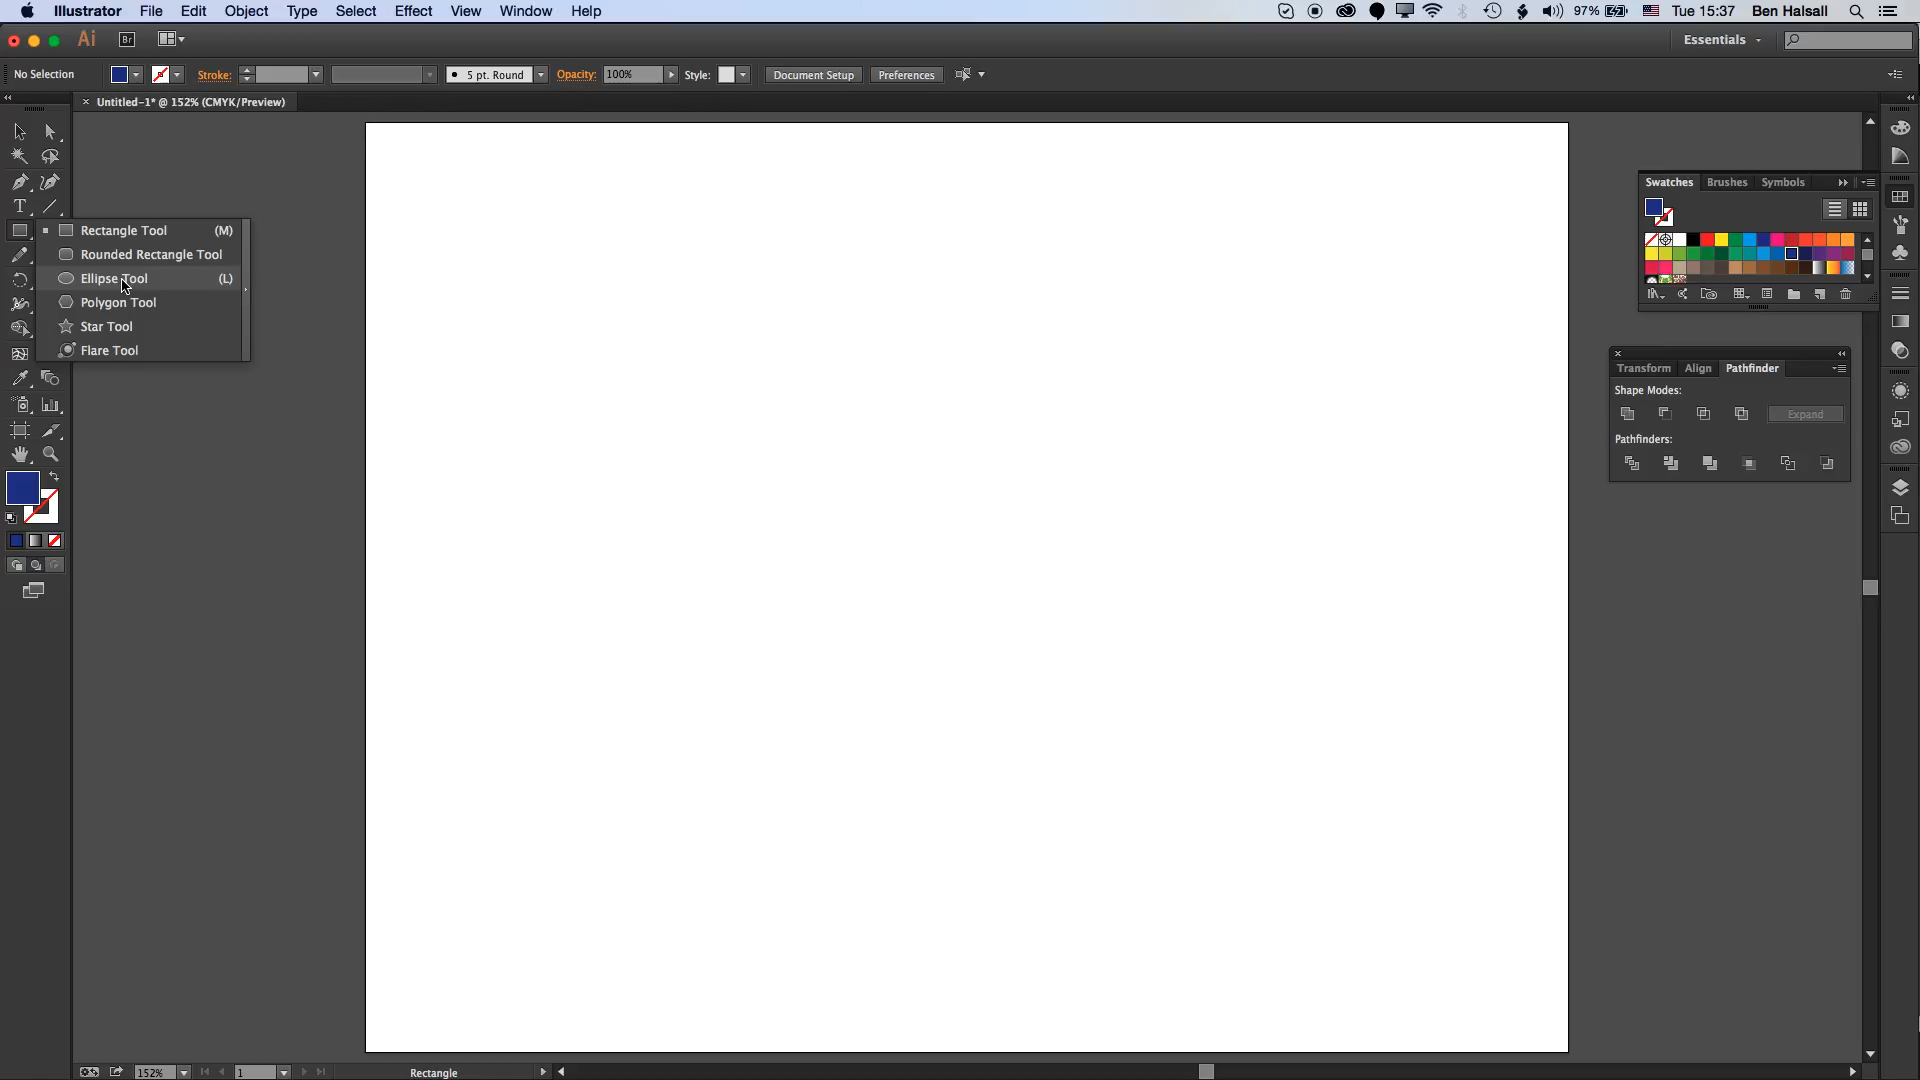 Illustrator File Edit Object Type Select Effect View Window Help 97% Tue 15:37 Ben Halsall
Ai Br Essentials
No Selection Stroke: 5 pt. Round Opacity: 100% Style: Document Setup Preferences
Untitled-1* @ 152% (CMYK/Preview)
Swatches Brushes Symbols
T
Rectangle Tool (M)
Rounded Rectangle Tool
Ellipse Tool (L)
Polygon Tool
Star Tool
Flare Tool
Transform Align Pathfinder
Shape Modes:
Expand
Pathfinders:
152% 1 Rectangle